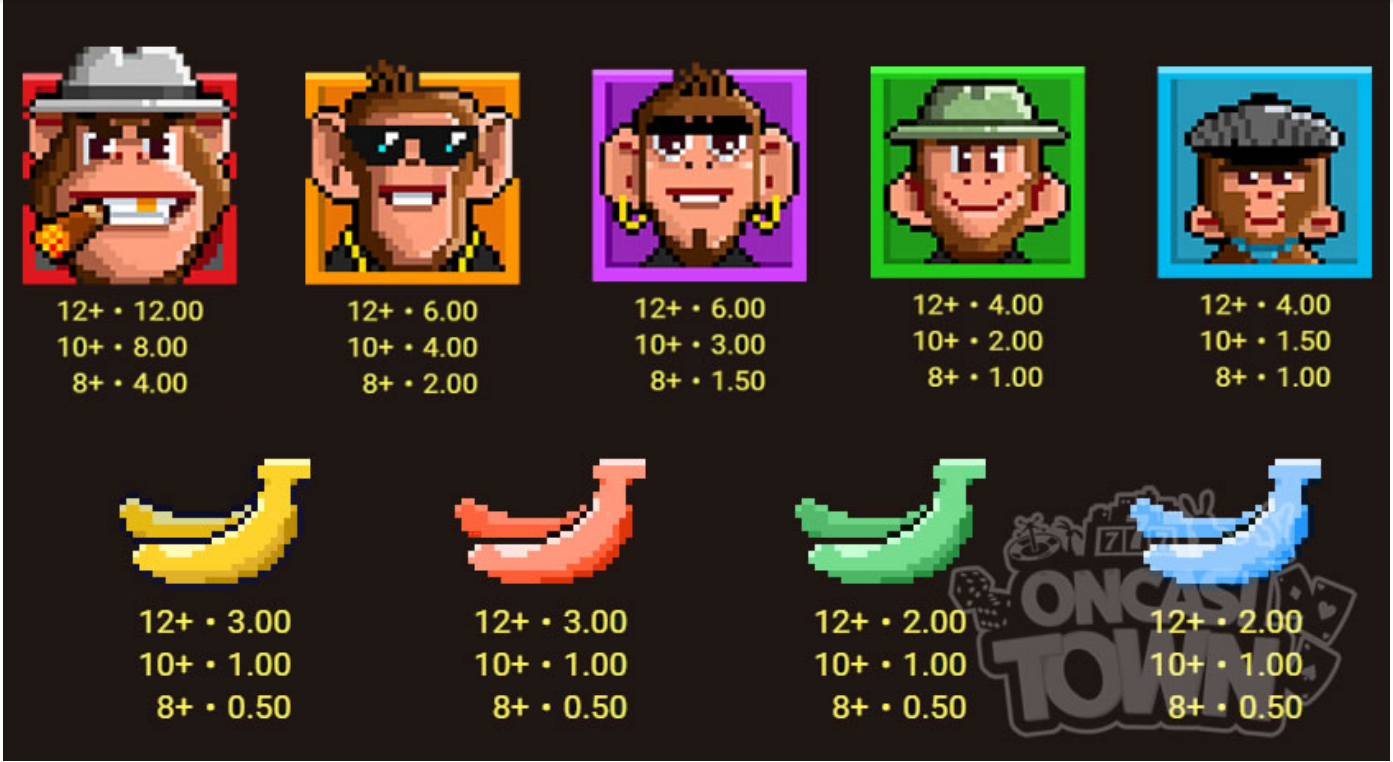 12+ • 12.00
10+ • 8.00
8+ • 4.00
12+ • 6.00
10+ • 4.00
8+ • 2.00
12+ • 6.00
10+ • 3.00
8+ • 1.50
12+ • 4.00
10+ • 2.00
8+ • 1.00
12+ • 4.00
10+ • 1.50
8+ • 1.00
12+ • 3.00
10+ • 1.00
8+ • 0.50
12+ • 3.00
10+ • 1.00
8+ • 0.50
12+ • 2.00
10+ • 1.00
8+ • 0.50
12+ • 2.00
10+ • 1.00
8+ • 0.50
777
ONCASI
TOWN